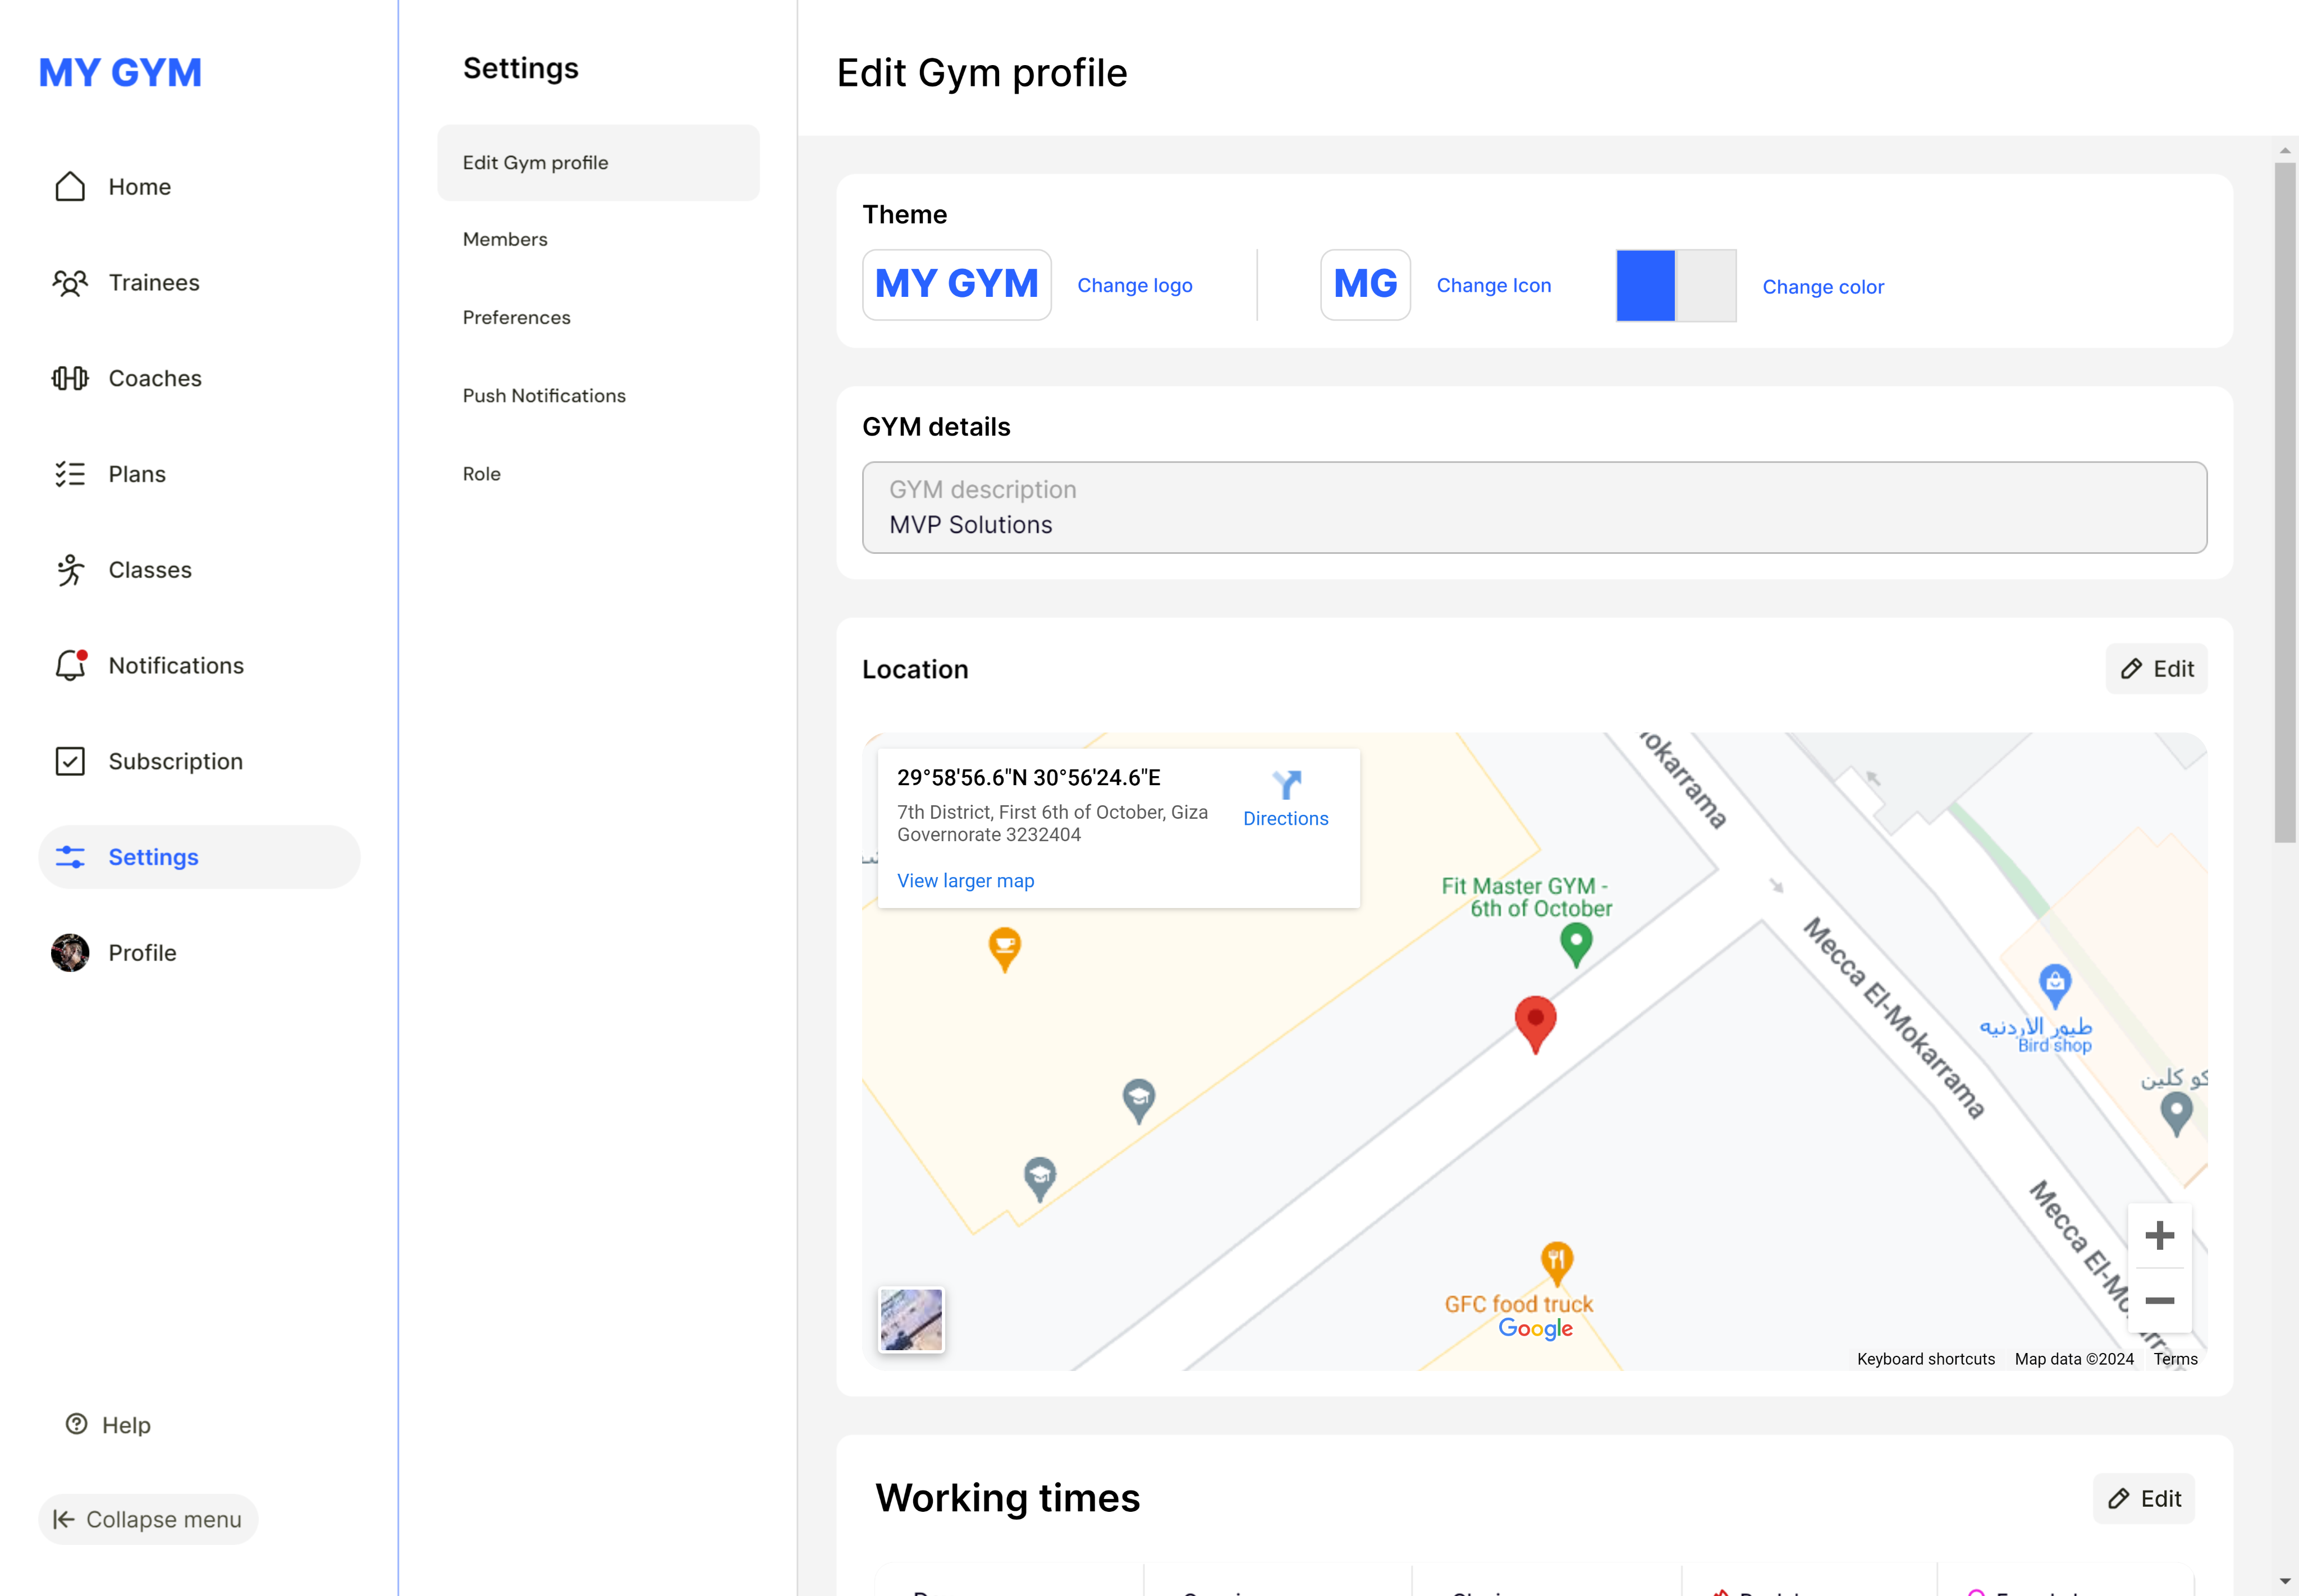 MY GYM
Home
Trainees
Coaches
Plans
Classes
Notifications
Subscription
Settings
Profile
Help
Collapse menu
Settings
Edit Gym profile
Members
Preferences
Push Notifications
Role
Edit Gym profile
Theme
MY GYM
Change logo
MG
Change Icon
Change color
GYM details
GYM description
MVP Solutions
Location
Edit
29°58'56.6"N 30°56'24.6"E
7th District, First 6th of October, Giza
Governorate 3232404
Directions
View larger map
Mecca El-Mokarrama
Fit Master GYM -
6th of October
طيور الاردنيه
Bird shop
كلين
Mecca El-Mokarrama
GFC food truck
Google
Keyboard shortcuts
Map data ©2024
Terms
Working times
Edit